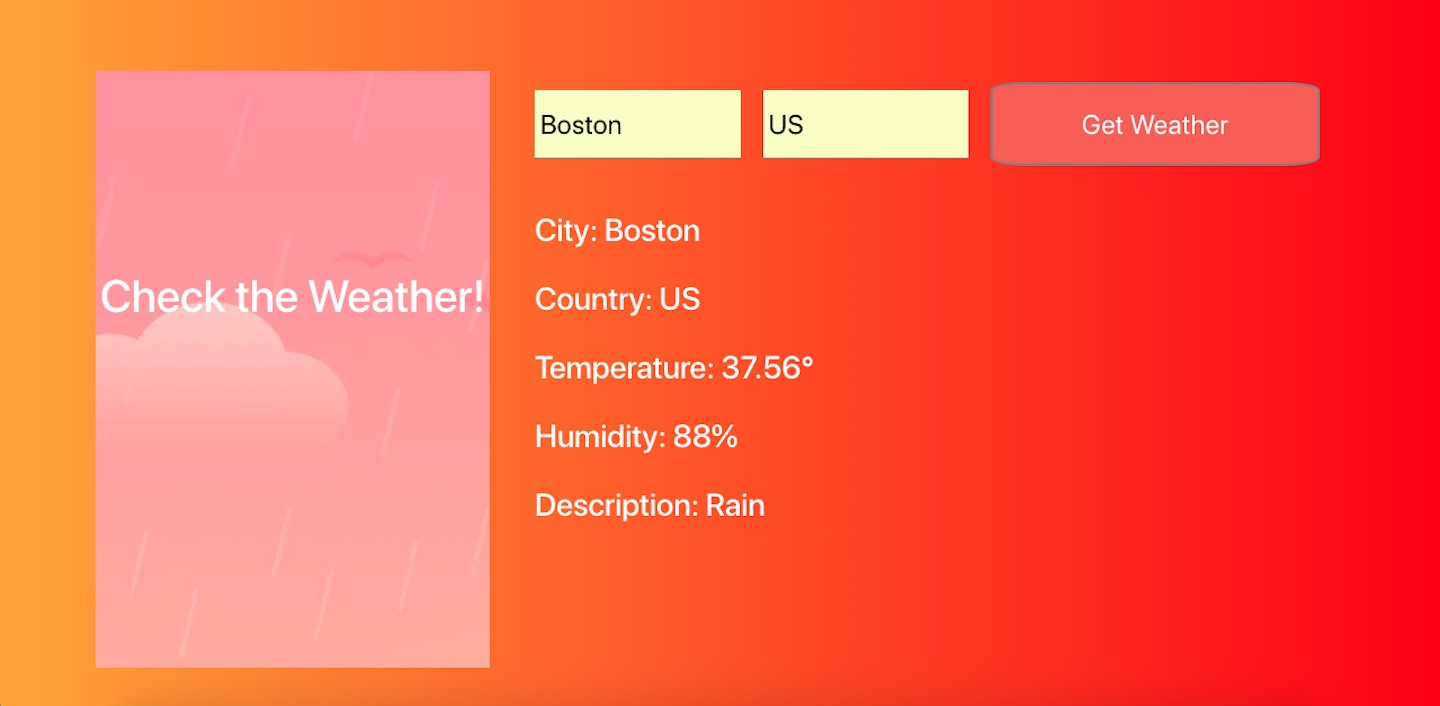 Check the Weather!
Boston
US
Get Weather
City: Boston
Country: US
Temperature: 37.56°
Humidity: 88%
Description: Rain